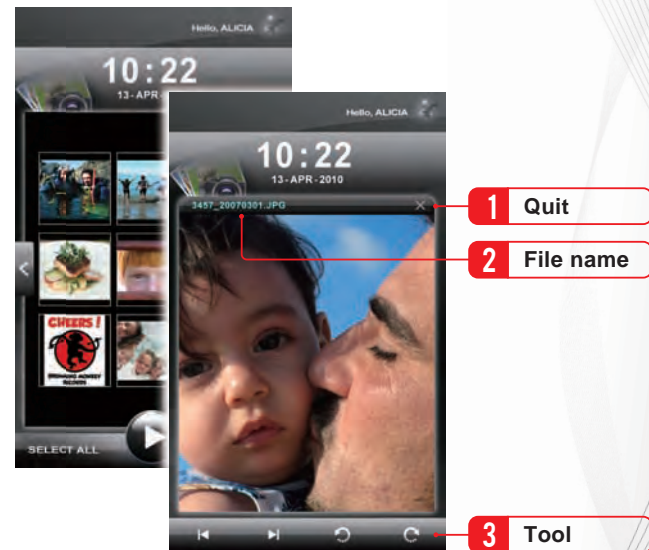 Hello, ALICIA
10:22
13-APR-
CHEERS !
SELECT ALL
Hello, ALICIA
10:22
13-APR-2010
3457_20070301.JPG
1 Quit
2 File name
3 Tool